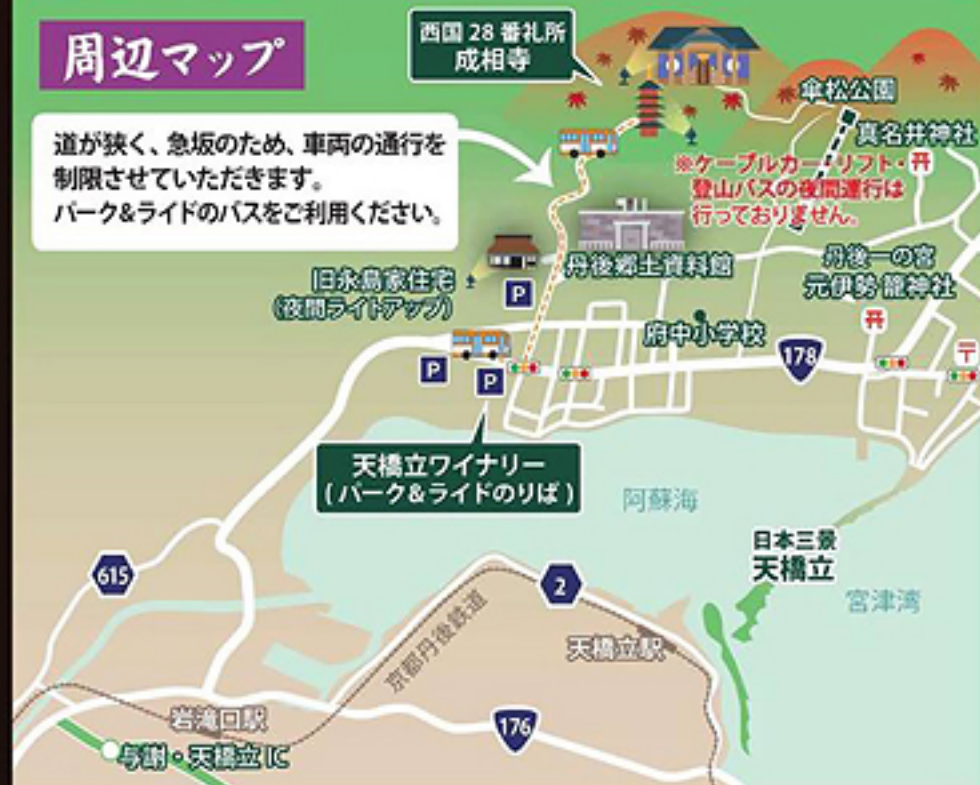 周辺マップ
西国28番礼所
成相寺
傘松公園
真名井神社
道が狭く、急坂のため、車両の通行を
制限させていただきます。
パーク&ライドのバスをご利用ください。
※ケーブルカー・リフト・
登山バスの夜間運行は
行っておりません。
丹後郷土資料館
丹後一の宮
元伊勢 籠神社
旧永島家住宅
(夜間ライトアップ)
P
府中小学校
178
P
P
天橋立ワイナリー
(パーク&ライドのりば)
阿蘇海
日本三景
天橋立
宮津湾
615
2
京都丹後鉄道
天橋立駅
岩滝口駅
176
与謝・天橋立IC